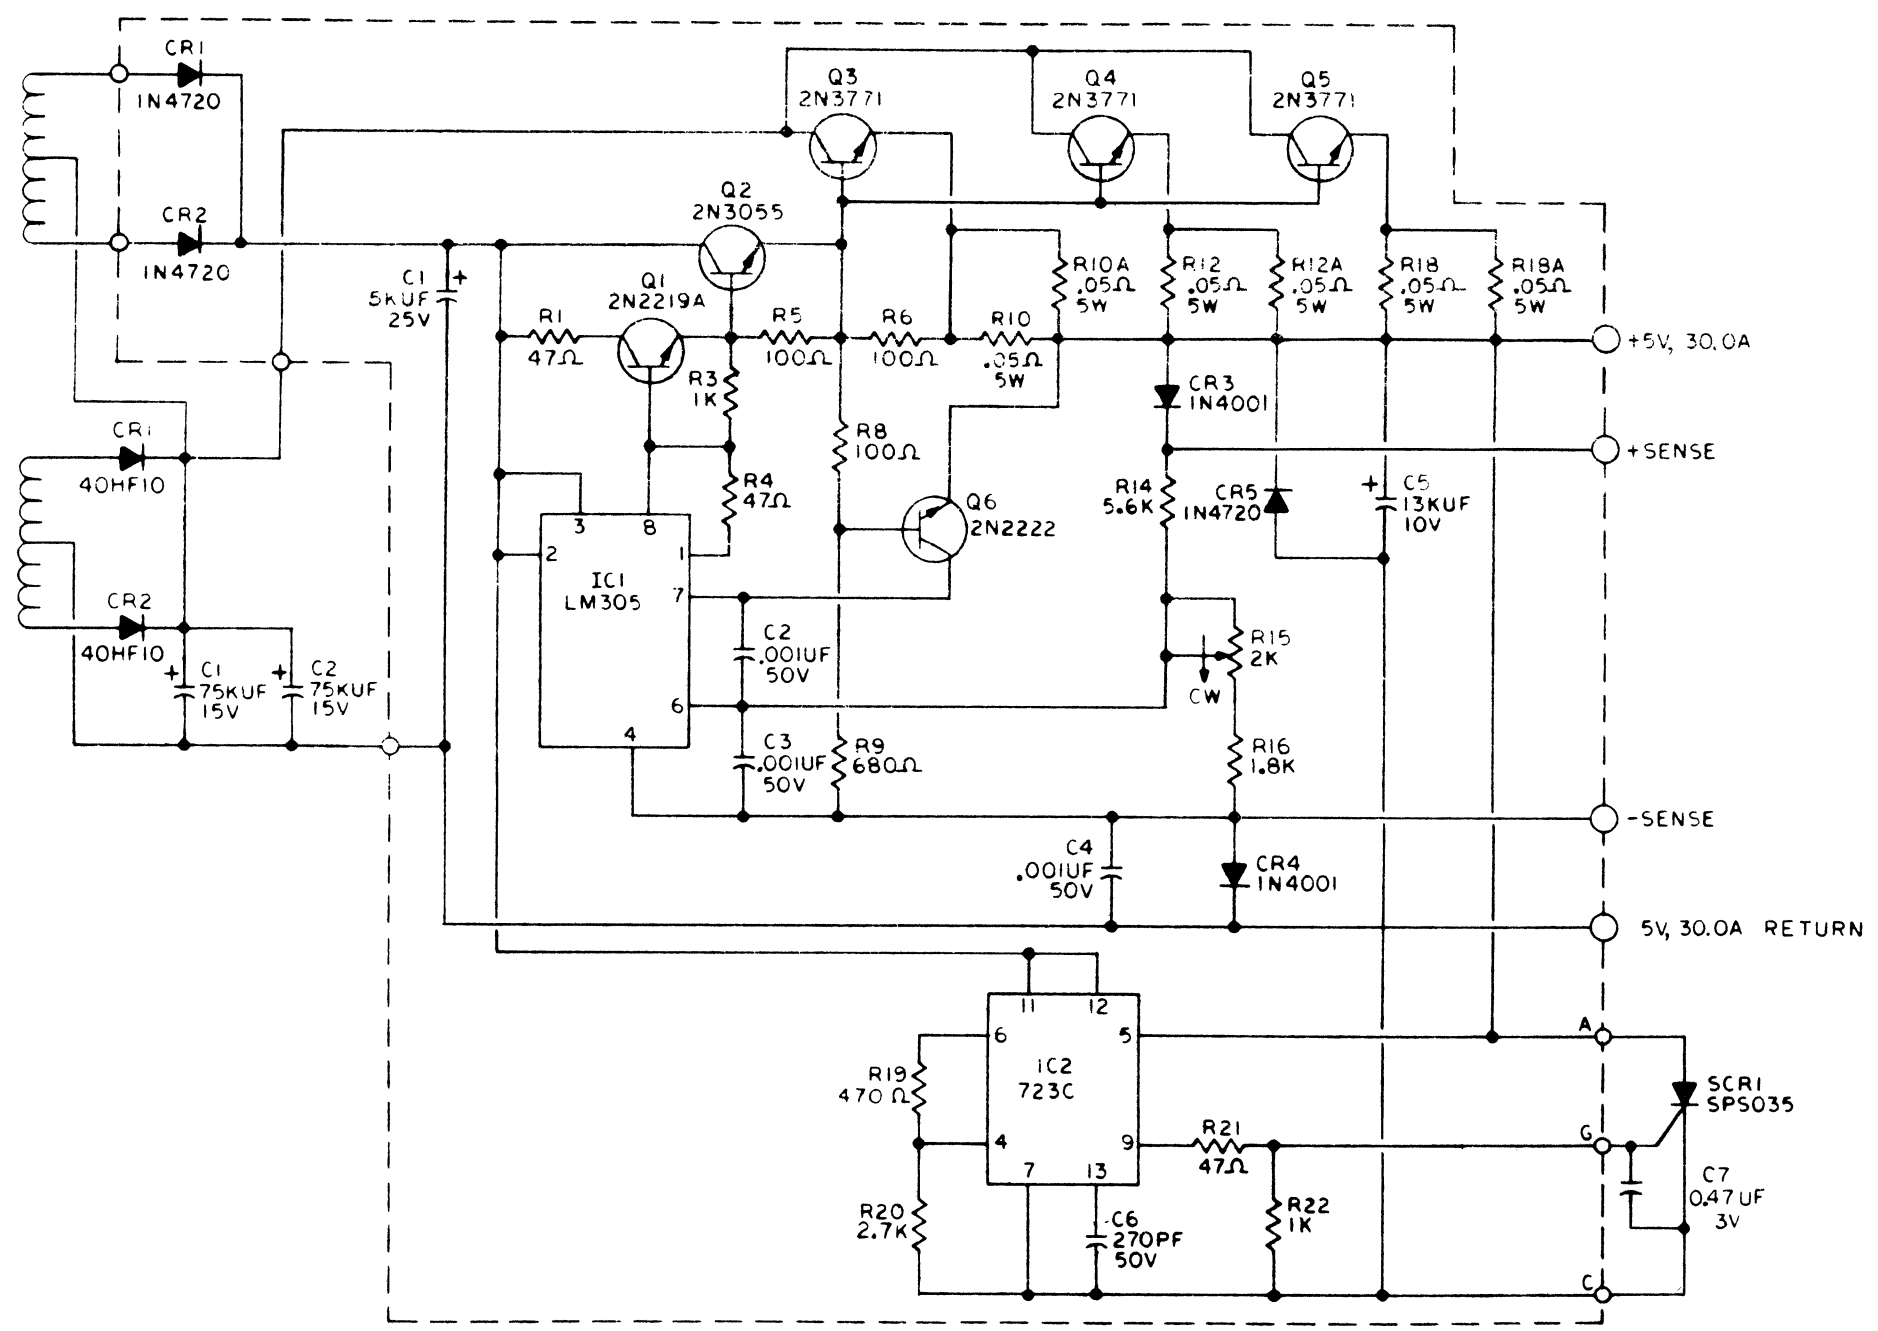 CR1
1N4720
CR2
1N4720
CR1
40HF10
CR2
40HF10
C1
75KUF
15V
+
C2
75KUF
15V
+
C1
5KUF
25V
+
Q1
2N2219A
Q2
2N3055
Q3
2N3771
Q4
2N3771
Q5
2N3771
R1
47Ω
R3
1K
R4
47Ω
R5
100Ω
R6
100Ω
R10
.05Ω
5W
R10A
.05Ω
5W
R12
.05Ω
5W
R12A
.05Ω
5W
R18
.05Ω
5W
R18A
.05Ω
5W
+5V, 30.0A
R8
100Ω
Q6
2N2222
CR3
1N4001
+SENSE
R14
5.6K
CR5
1N4720
+
C5
13KUF
10V
3
8
2
1
IC1
LM305
7
6
4
C2
.001UF
50V
C3
.001UF
50V
R9
680Ω
R15
2K
CW
R16
1.8K
-SENSE
C4
.001UF
50V
CR4
1N4001
5V, 30.0A RETURN
11
12
6
5
IC2
723C
4
9
7
13
R19
470Ω
R20
2.7K
C6
270PF
50V
R21
47Ω
R22
1K
A
G
C
SCR1
SPS035
C7
0.47UF
3V